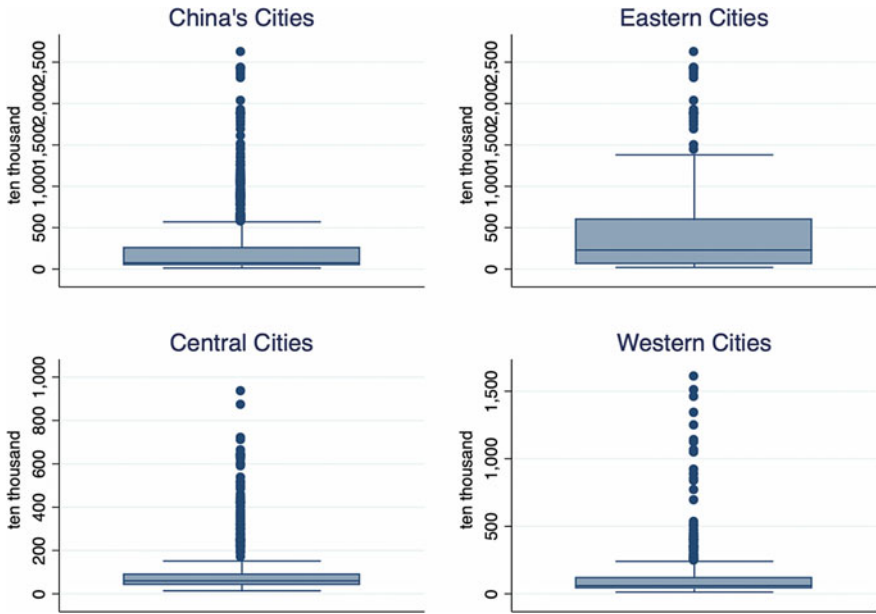 China's Cities
ten thousand
2,500
2,000
1,500
1,000
500
0
Eastern Cities
ten thousand
2,500
2,000
1,500
1,000
500
0
Central Cities
ten thousand
1,000
800
600
400
200
0
Western Cities
ten thousand
1,500
1,000
500
0